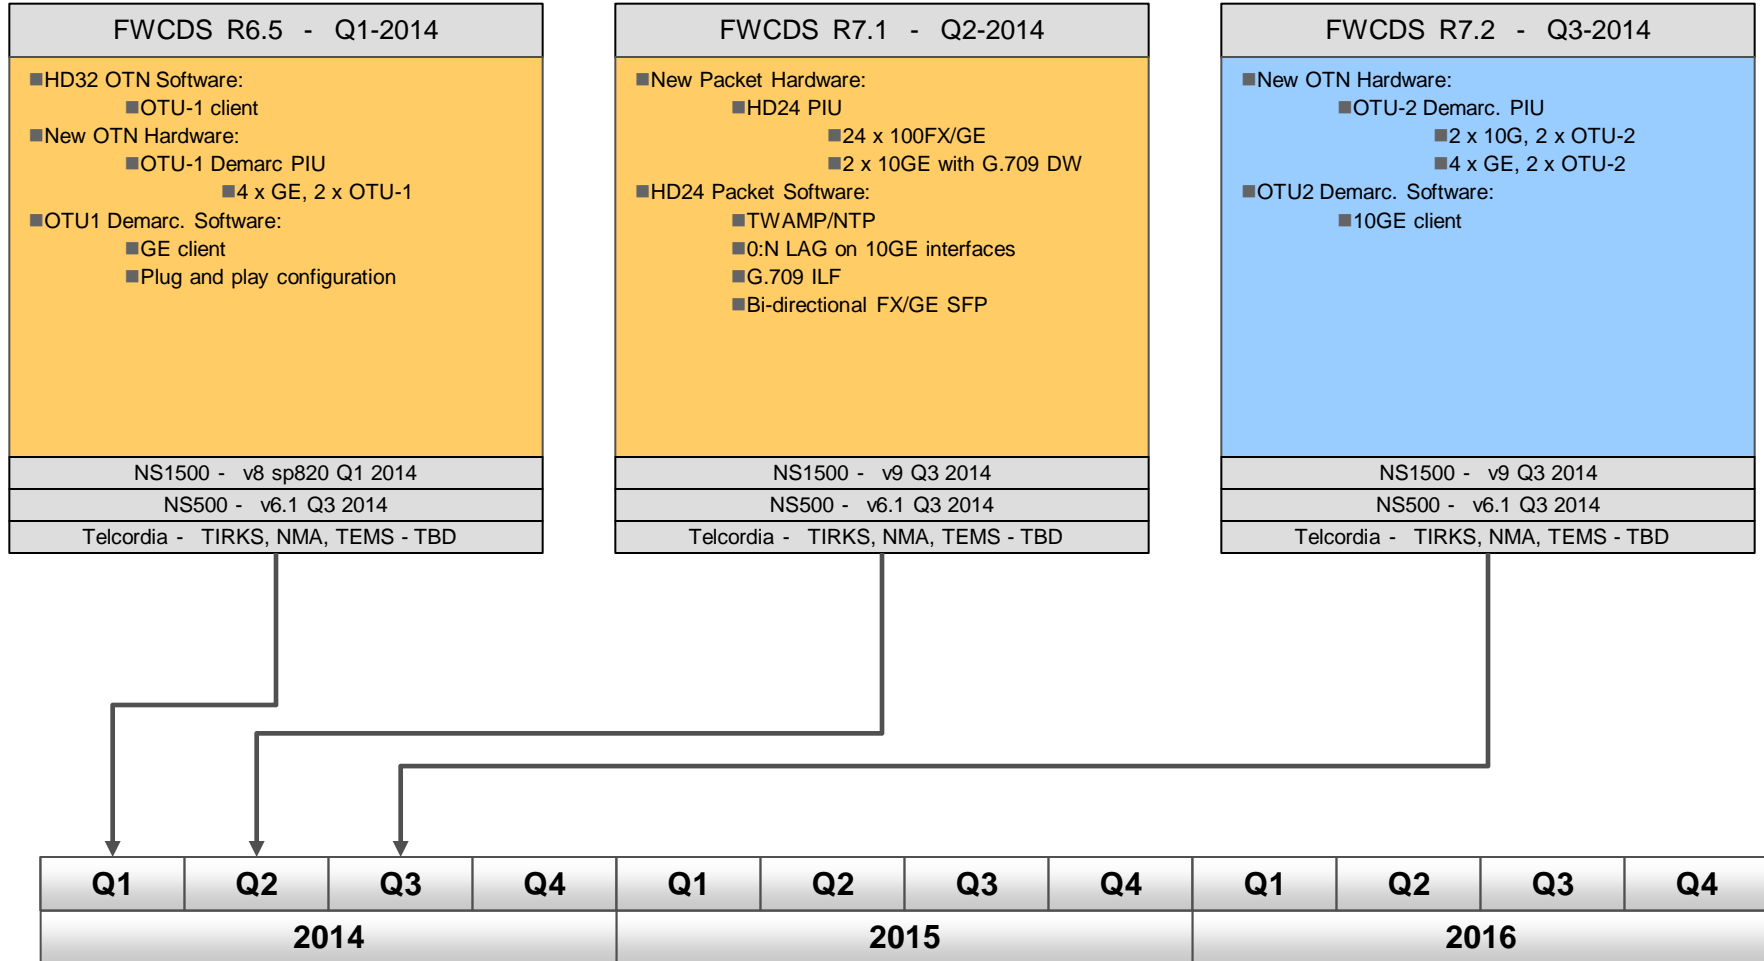 FWCDS R6.5 - Q1-2014
■HD32 OTN Software:
■OTU-1 client
■New OTN Hardware:
■OTU-1 Demarc PIU
■4 x GE, 2 x OTU-1
■OTU1 Demarc. Software:
■GE client
■Plug and play configuration
NS1500 - v8 sp820 Q1 2014
NS500 - v6.1 Q3 2014
Telcordia - TIRKS, NMA, TEMS - TBD
FWCDS R7.1 - Q2-2014
■New Packet Hardware:
■HD24 PIU
■24 x 100FX/GE
■2 x 10GE with G.709 DW
■HD24 Packet Software:
■TWAMP/NTP
■0:N LAG on 10GE interfaces
■G.709 ILF
■Bi-directional FX/GE SFP
NS1500 - v9 Q3 2014
NS500 - v6.1 Q3 2014
Telcordia - TIRKS, NMA, TEMS - TBD
FWCDS R7.2 - Q3-2014
■New OTN Hardware:
■OTU-2 Demarc. PIU
■2 x 10G, 2 x OTU-2
■4 x GE, 2 x OTU-2
■OTU2 Demarc. Software:
■10GE client
NS1500 - v9 Q3 2014
NS500 - v6.1 Q3 2014
Telcordia - TIRKS, NMA, TEMS - TBD
Q1 Q2 Q3 Q4 Q1 Q2 Q3 Q4 Q1 Q2 Q3 Q4
2014 2015 2016